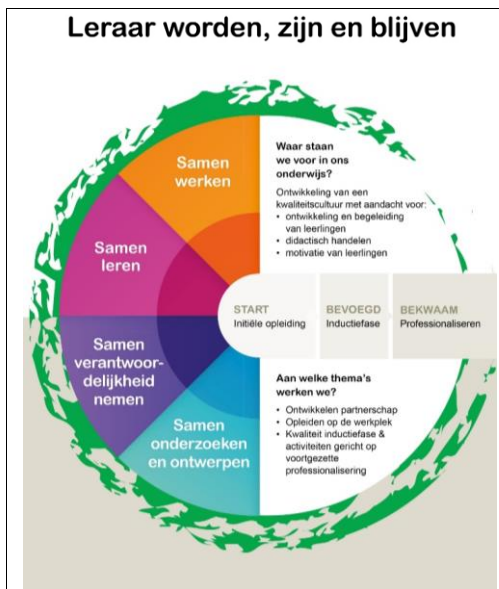 Leraar worden, zijn en blijven
Samen
werken
Samen
leren
Samen
verantwoor-
delijkheid
nemen
Samen
onderzoeken
en ontwerpen
Waar staan
we voor in ons
onderwijs?
Ontwikkeling van een
kwaliteitscultuur met aandacht voor:
• ontwikkeling en begeleiding
van leerlingen
• didactisch handelen
• motivatie van leerlingen
START
Initiële opleiding
BEVOEGD
Inductiefase
BEKWAAM
Professionaliseren
Aan welke thema's
werken we?
• Ontwikkelen partnerschap
• Opleiden op de werkplek
• Kwaliteit inductiefase &
activiteiten gericht op
voortgezette
professionalisering